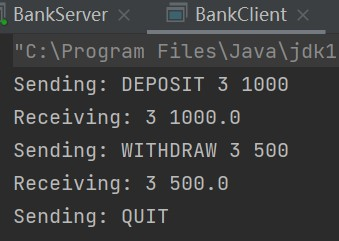 BankServer × BankClient ×
"C:\Program Files\Java\jdk1
Sending: DEPOSIT 3 1000
Receiving: 3 1000.0
Sending: WITHDRAW 3 500
Receiving: 3 500.0
Sending: QUIT